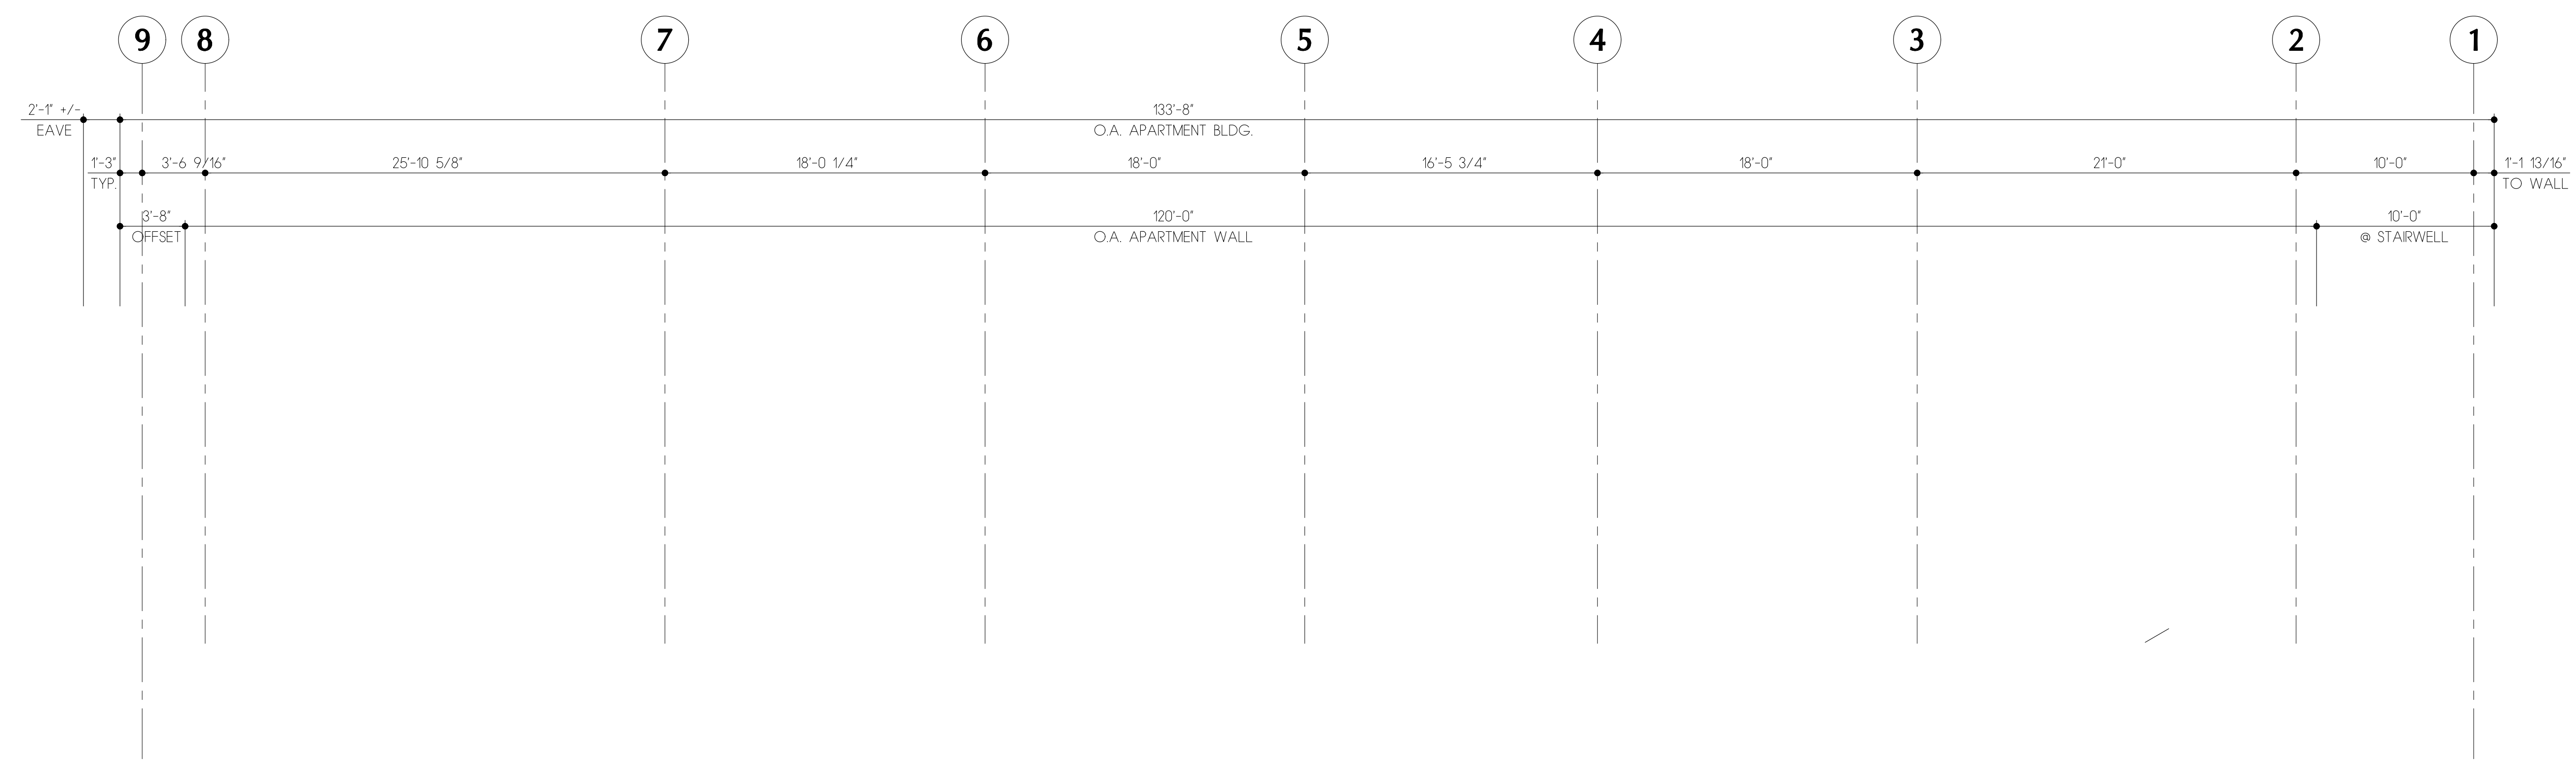 9 8 7 6 5 4 3 2 1
2'-1" +/- 133'-8"
EAVE O.A. APARTMENT BLDG.
1'-3" 3'-6 9/16" 25'-10 5/8" 18'-0 1/4" 18'-0" 16'-5 3/4" 18'-0" 21'-0" 10'-0" 1'-1 13/16"
TYP. TO WALL
3'-8" 120'-0" 10'-0"
OFFSET O.A. APARTMENT WALL @ STAIRWELL